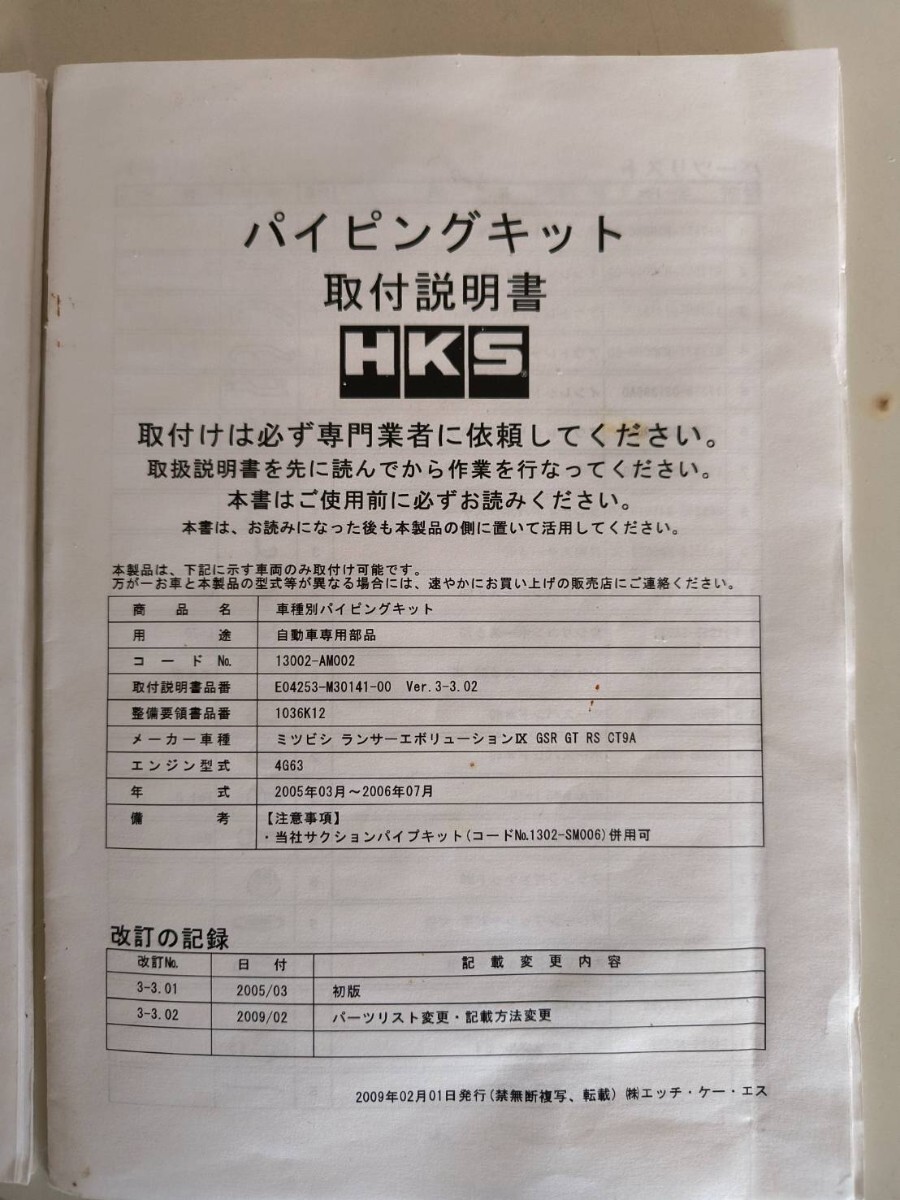 パイピングキット
取付説明書
HKS
取付けは必ず専門業者に依頼してください。
取扱説明書を先に読んでから作業を行なってください。
本書はご使用前に必ずお読みください。
本書は、お読みになった後も本製品の側に置いて活用してください。
本製品は、下記に示す車両のみ取付け可能です。
万が一お車と本製品の型式等が異なる場合には、速やかにお買い上げの販売店にご連絡ください。
商品名 車種別パイピングキット
用途 自動車専用部品
コード№ 13002-AM002
取付説明書品番 E04253-M30141-00 Ver.3-3.02
整備要領書品番 1036K12
メーカー車種 ミツビシ ランサーエボリューションⅨ GSR GT RS CT9A
エンジン型式 4G63
年式 2005年03月～2006年07月
備考 【注意事項】
・当社サクションパイプキット(コード№1302-SM006)併用可
改訂の記録
改訂№ 日付 記載変更内容
3-3.01 2005/03 初版
3-3.02 2009/02 パーツリスト変更・記載方法変更
2009年02月01日発行(禁無断複写、転載) ㈱エッチ・ケー・エス